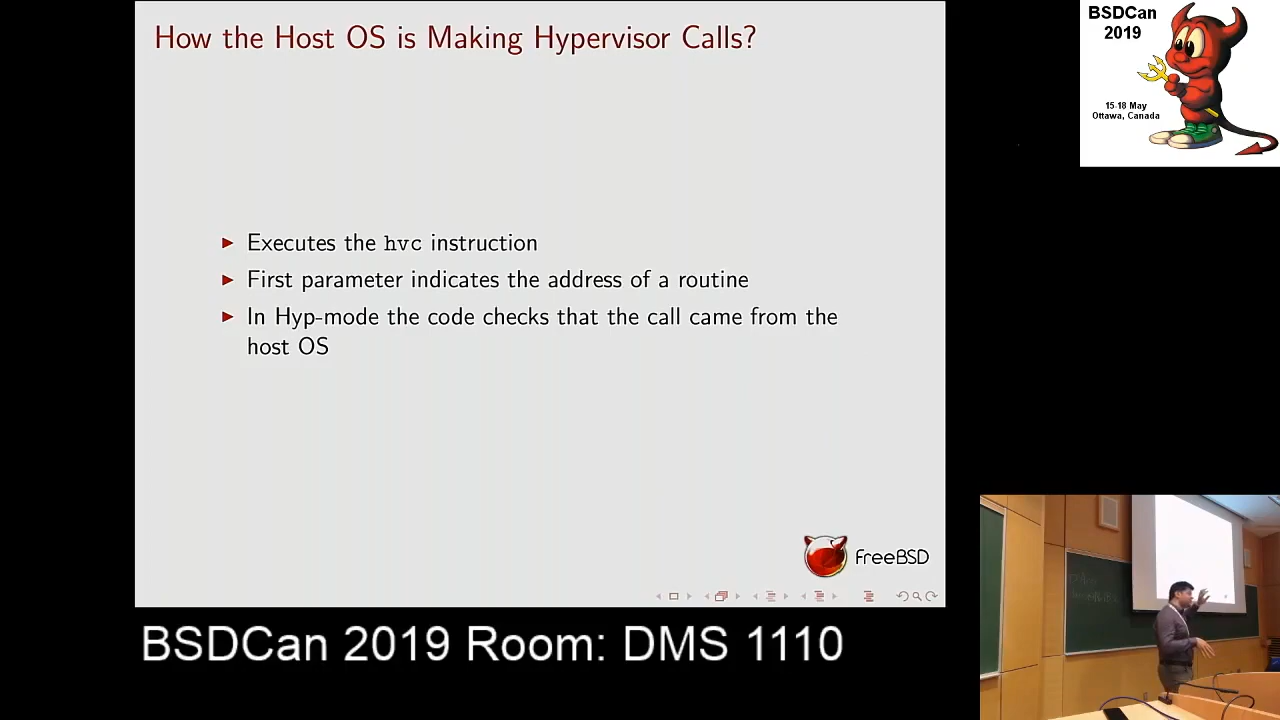 How the Host OS is Making Hypervisor Calls?
Executes the hvc instruction
First parameter indicates the address of a routine
In Hyp-mode the code checks that the call came from the
host OS
FreeBSD
BSDCan 2019 Room: DMS 1110
BSDCan
2019
15-18 May
Ottawa, Canada